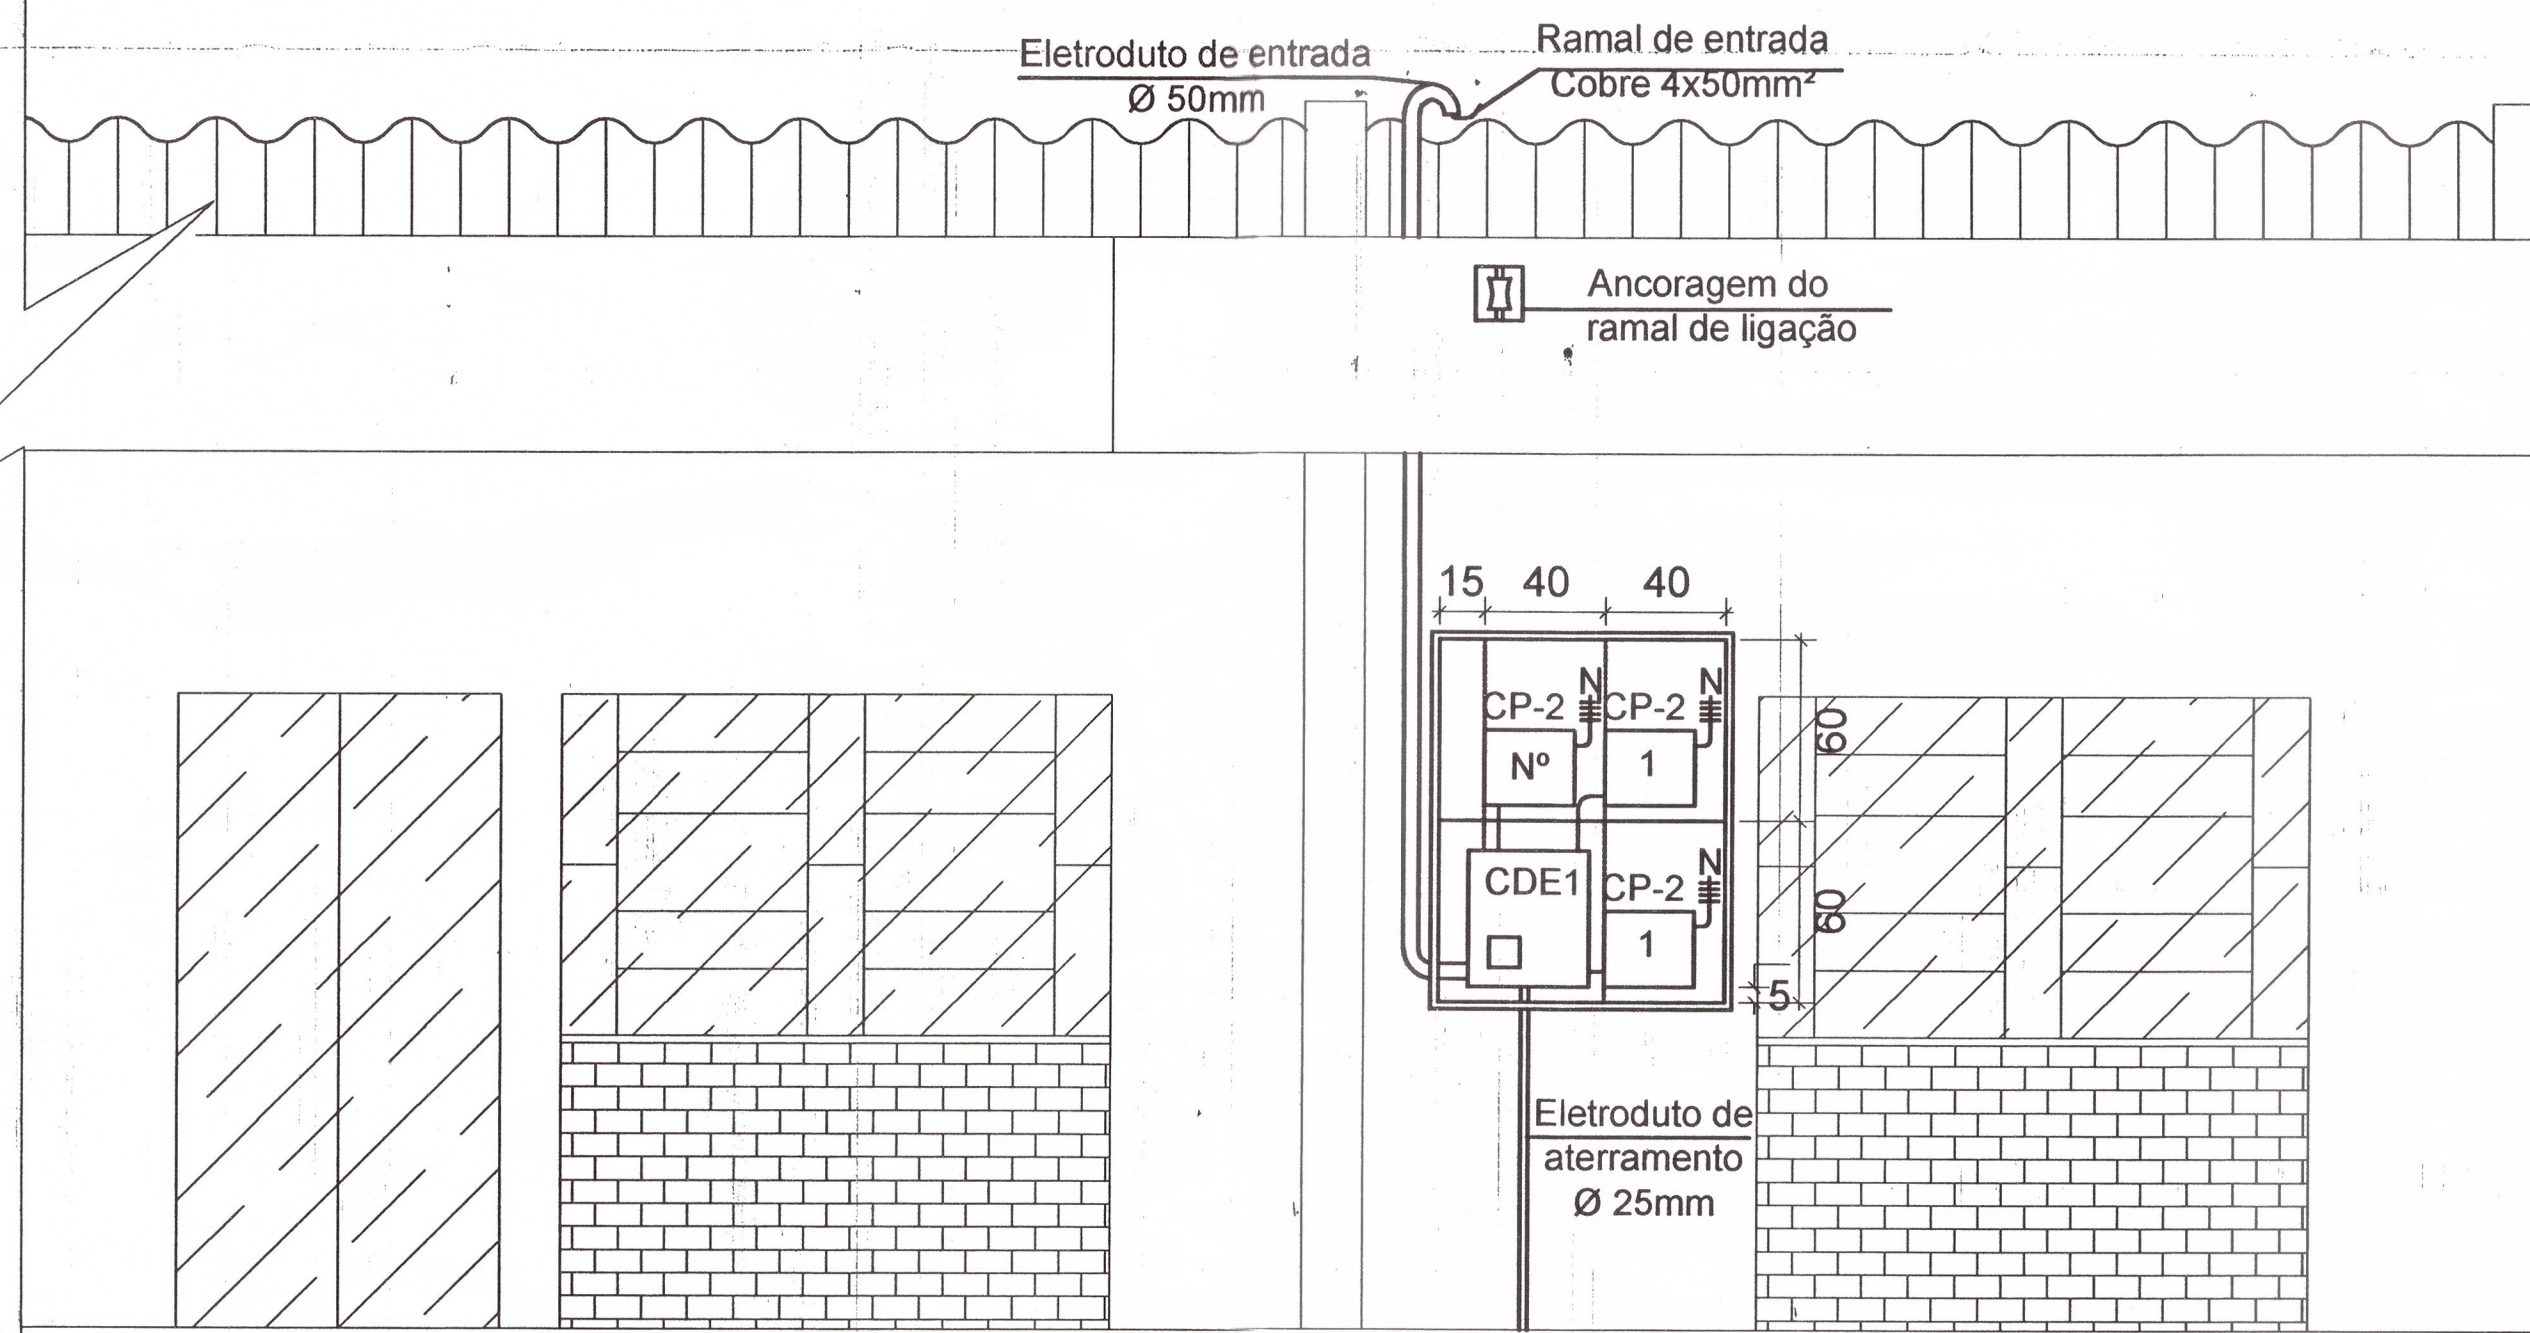 Eletroduto de entrada
Ø 50mm
Ramal de entrada
Cobre 4x50mm²
Ancoragem do
ramal de ligação
15 40 40
N N
CP-2 CP-2
Nº 1
60
N
CDE1 CP-2
1
60
5
Eletroduto de
aterramento
Ø 25mm